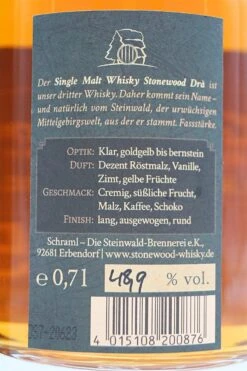 Der Single Malt Whisky Stonewood Drà ist
unser dritter Whisky. Daher kommt sein Name -
und natürlich vom Steinwald, der urwüchsigen
Mittelgebirgswelt, aus der er stammt. Fassstärke.
OPTIK: Klar, goldgelb bis bernstein
DUFT: Dezent Röstmalz, Vanille,
Zimt, gelbe Früchte
GESCHMACK: Cremig, süßliche Frucht,
Malz, Kaffee, Schoko
FINISH: lang, ausgewogen, rund
Schraml – Die Steinwald-Brennerei e.K.,
92681 Erbendorf | www.stonewood-whisky.de
e 0,7l 48,9 % vol.
4 015108 200876